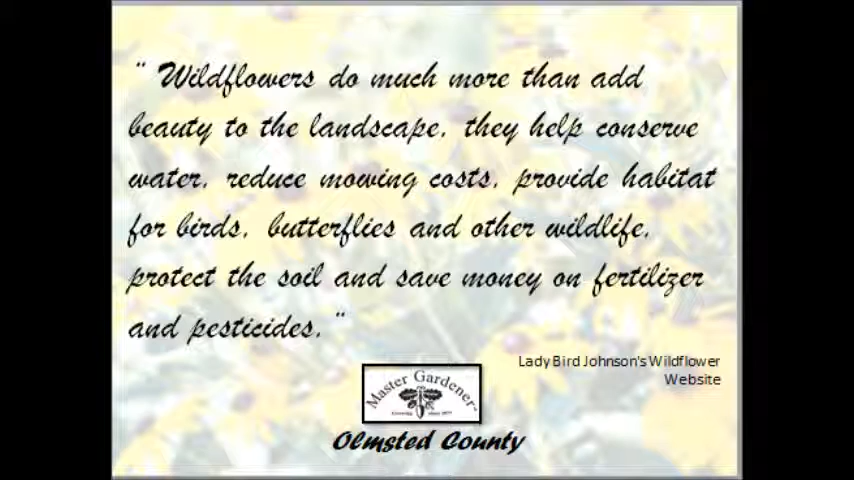 " Wildflowers do much more than add
beauty to the landscape, they help conserve
water, reduce mowing costs, provide habitat
for birds, butterflies and other wildlife,
protect the soil and save money on fertilizer
and pesticides. "
Lady Bird Johnson's Wildflower
Website
Master Gardener
Olmsted County